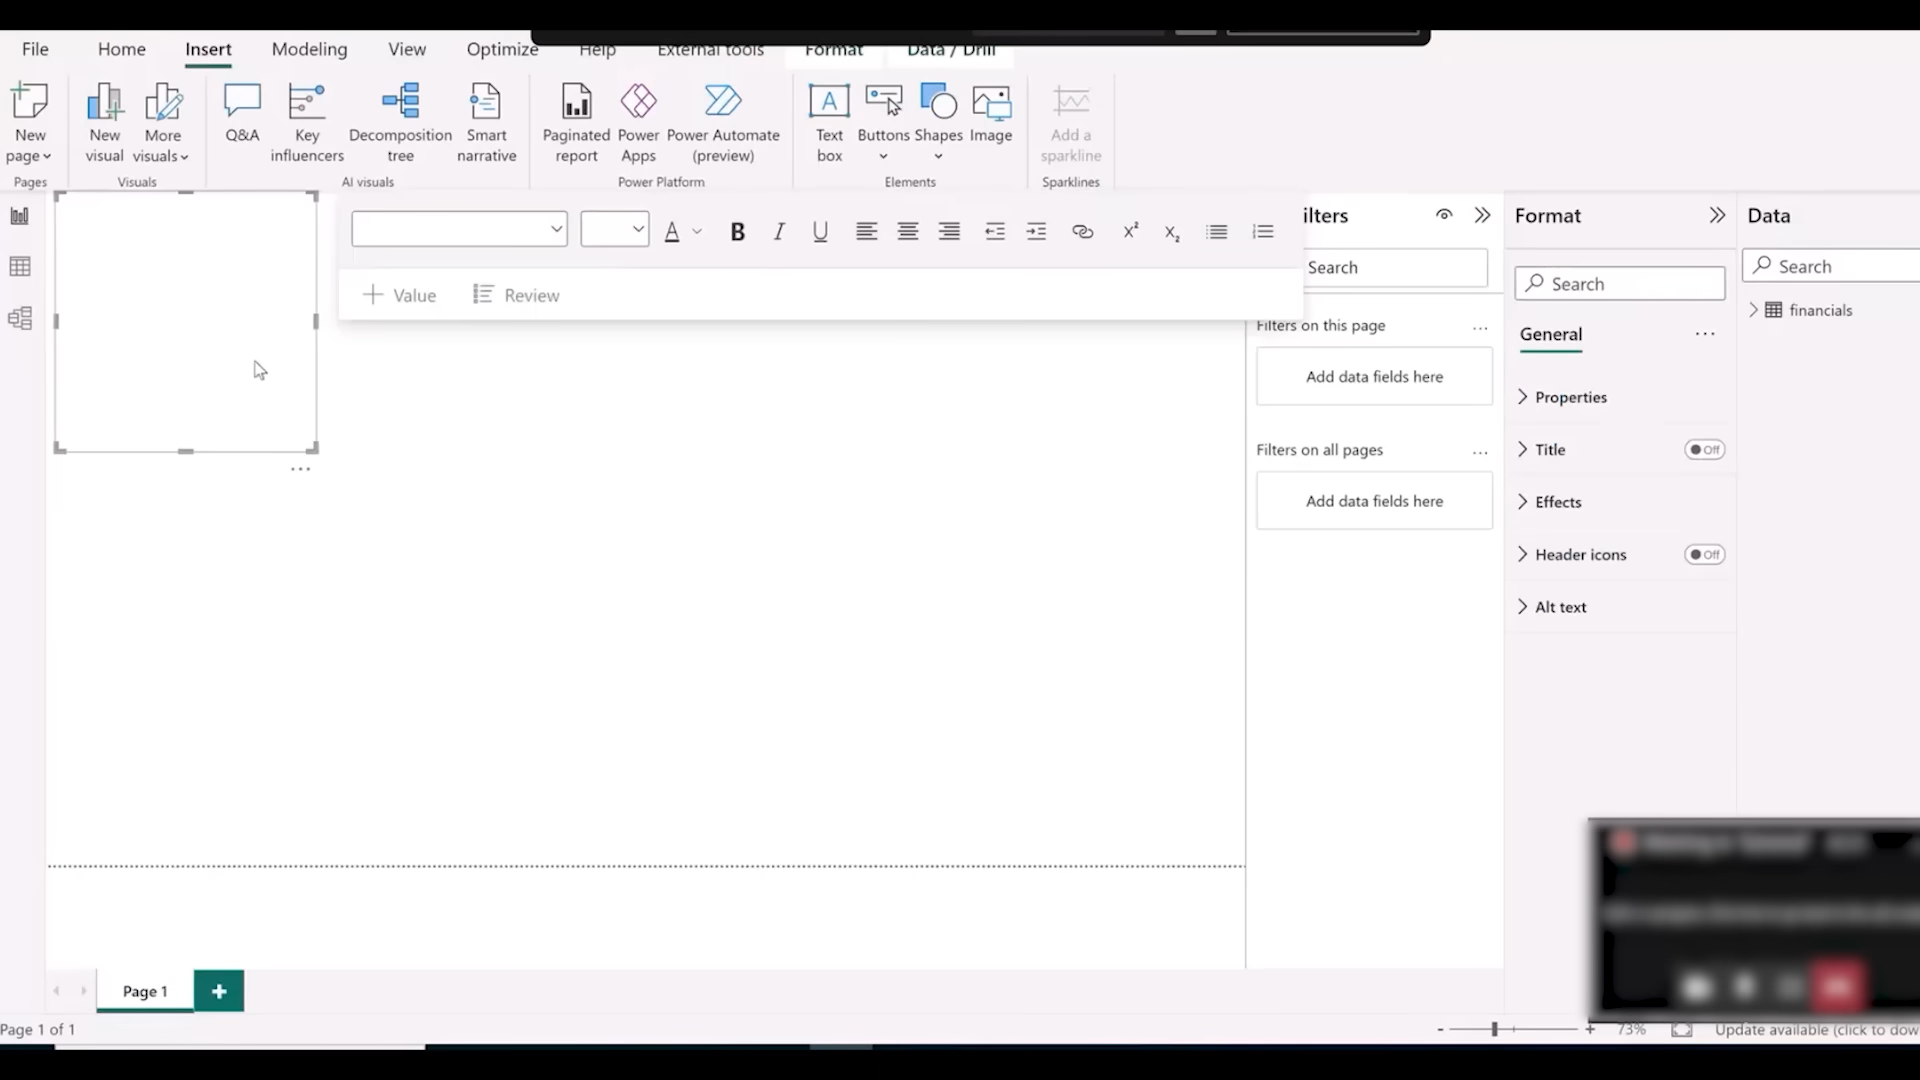 File Home Insert Modeling View Optimize Help External tools Format Data / Drill
New page
New visual
More visuals
Q&A
Key influencers
Decomposition tree
Smart narrative
Paginated report
Power Apps
Power Automate (preview)
Text box
Buttons
Shapes
Image
Add a sparkline
Pages Visuals AI visuals Power Platform Elements Sparklines
A B I U x² x₂
+ Value Review
ilters
Search
Filters on this page ...
Add data fields here
Filters on all pages ...
Add data fields here
Format
Search
General ...
Properties
Title Off
Effects
Header icons Off
Alt text
Data
Search
financials
...
Page 1 +
Page 1 of 1
- + 73% Update available (click to dow